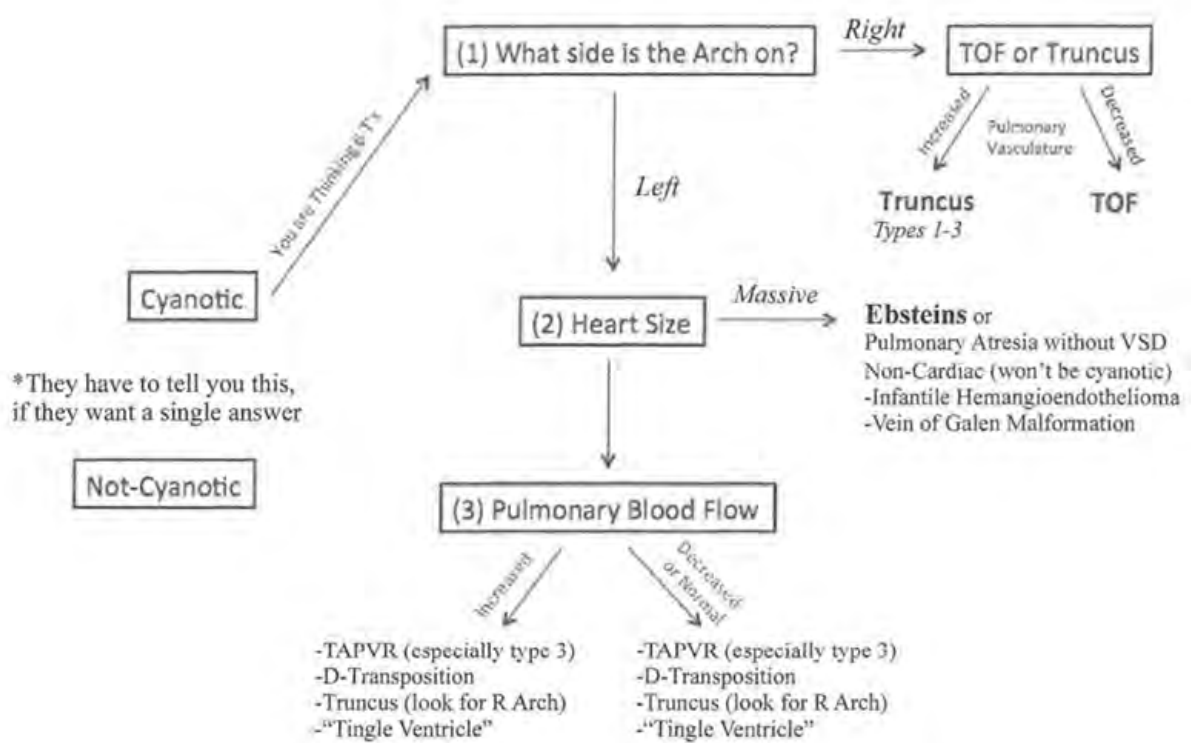 (1) What side is the Arch on?
Right
TOF or Truncus
Increased
Pulmonary
Vasculature
Decreased
Truncus
Types 1-3
TOF
You are Thinking 6 T's
Left
Cyanotic
(2) Heart Size
Massive
Ebsteins or
Pulmonary Atresia without VSD
Non-Cardiac (won't be cyanotic)
-Infantile Hemangioendothelioma
-Vein of Galen Malformation
*They have to tell you this,
if they want a single answer
Not-Cyanotic
(3) Pulmonary Blood Flow
Increased
Decreased
or Normal
-TAPVR (especially type 3)
-D-Transposition
-Truncus (look for R Arch)
-“Tingle Ventricle”
-TAPVR (especially type 3)
-D-Transposition
-Truncus (look for R Arch)
-“Tingle Ventricle”